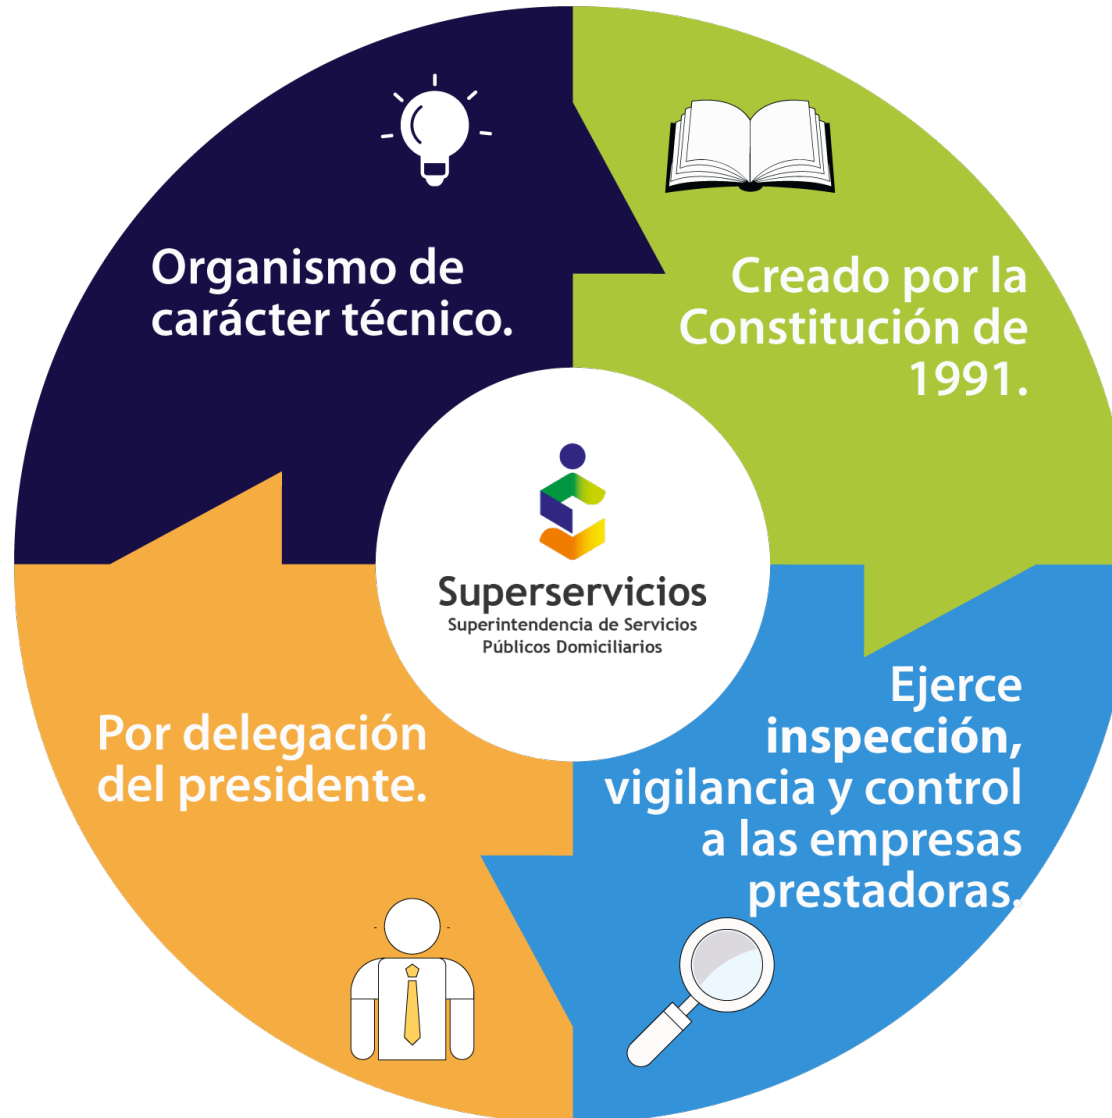 Organismo de
carácter técnico.
Creado por la
Constitución de
1991.
Superservicios
Superintendencia de Servicios
Públicos Domiciliarios
Ejerce
inspección,
vigilancia y control
a las empresas
prestadoras.
Por delegación
del presidente.